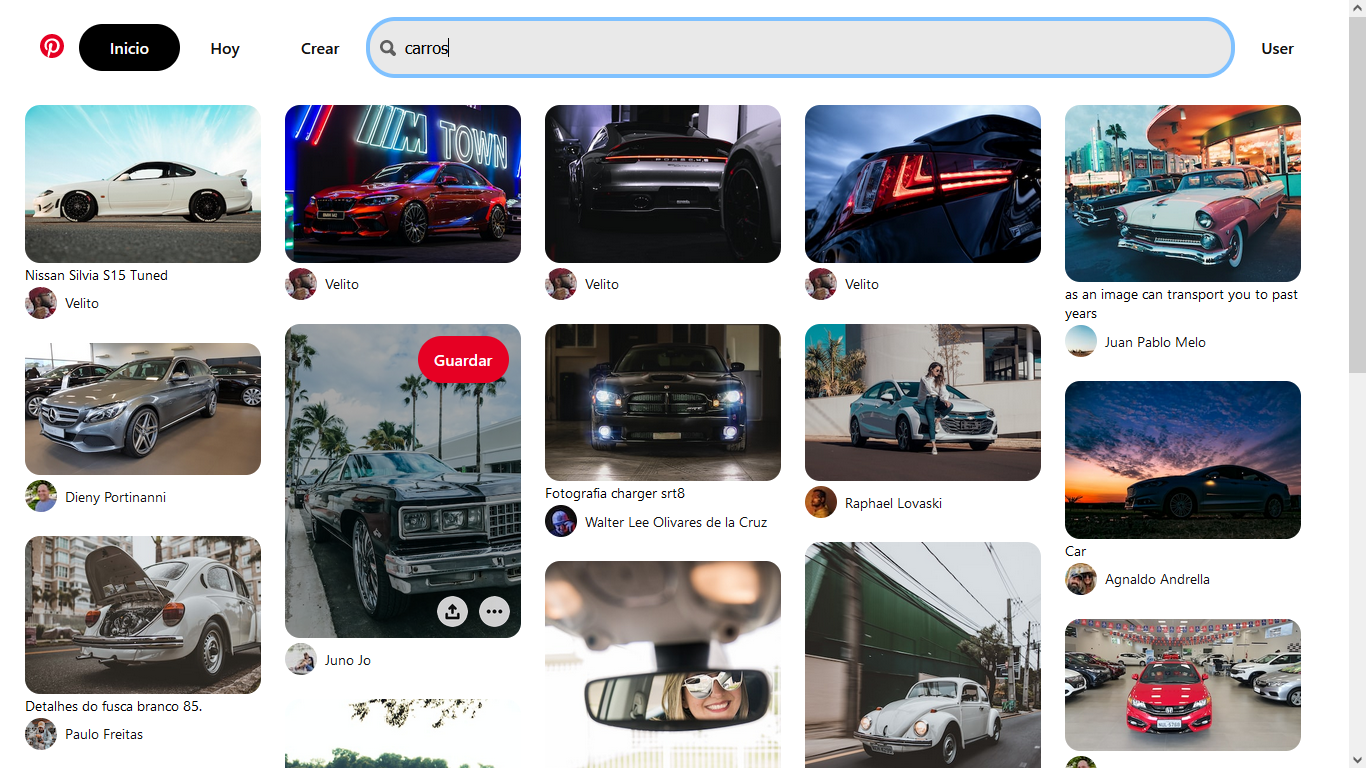 Inicio
Hoy
Crear
carros
User
M TOWN
PORSCHE
Nissan Silvia S15 Tuned
Velito
Velito
Velito
Velito
as an image can transport you to past
years
Juan Pablo Melo
Guardar
Dieny Portinanni
Fotografia charger srt8
Walter Lee Olivares de la Cruz
Raphael Lovaski
Car
Agnaldo Andrella
Juno Jo
Detalhes do fusca branco 85.
Paulo Freitas